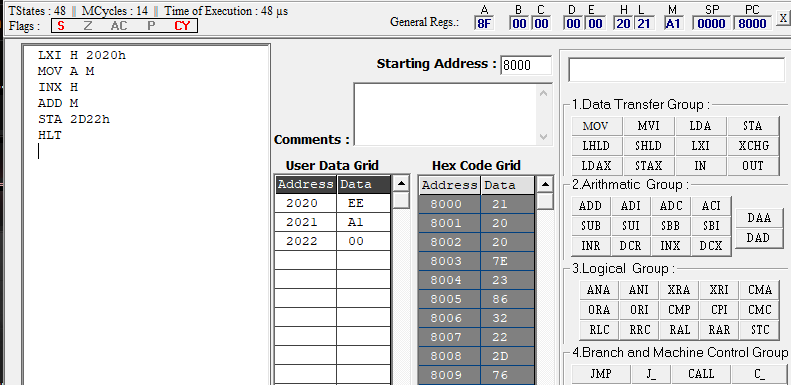 TStates : 48 || MCycles : 14 || Time of Execution : 48 µs
Flags : S Z AC P CY
General Regs.: A B C D E H L M SP PC
8F 00 00 00 00 20 21 A1 0000 8000 X
LXI H 2020h
MOV A M
INX H
ADD M
STA 2D22h
HLT
Starting Address : 8000
Comments :
User Data Grid
Address Data
2020 EE
2021 A1
2022 00
Hex Code Grid
Address Data
8000 21
8001 20
8002 20
8003 7E
8004 23
8005 86
8006 32
8007 22
8008 2D
8009 76
1.Data Transfer Group :
MOV MVI LDA STA
LHLD SHLD LXI XCHG
LDAX STAX IN OUT
2.Arithmatic Group :
ADD ADI ADC ACI
SUB SUI SBB SBI
INR DCR INX DCX
DAA
DAD
3.Logical Group :
ANA ANI XRA XRI CMA
ORA ORI CMP CPI CMC
RLC RRC RAL RAR STC
4.Branch and Machine Control Group
JMP J_ CALL C_